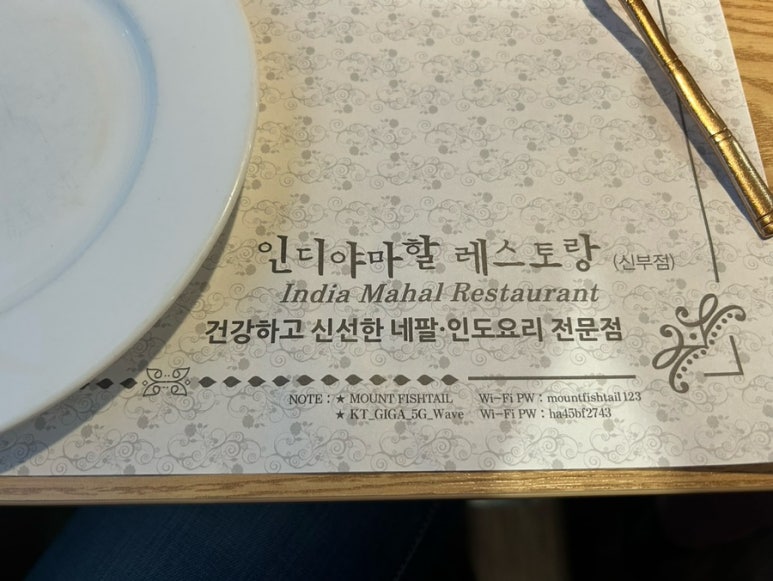 인디야마할 레스토랑 (신부점)
India Mahal Restaurant
건강하고 신선한 네팔·인도요리 전문점
NOTE : ★ MOUNT FISHTAIL Wi-Fi PW : mountfishtail123
★ KT_GIGA_5G_Wave Wi-Fi PW : ha45bf2743